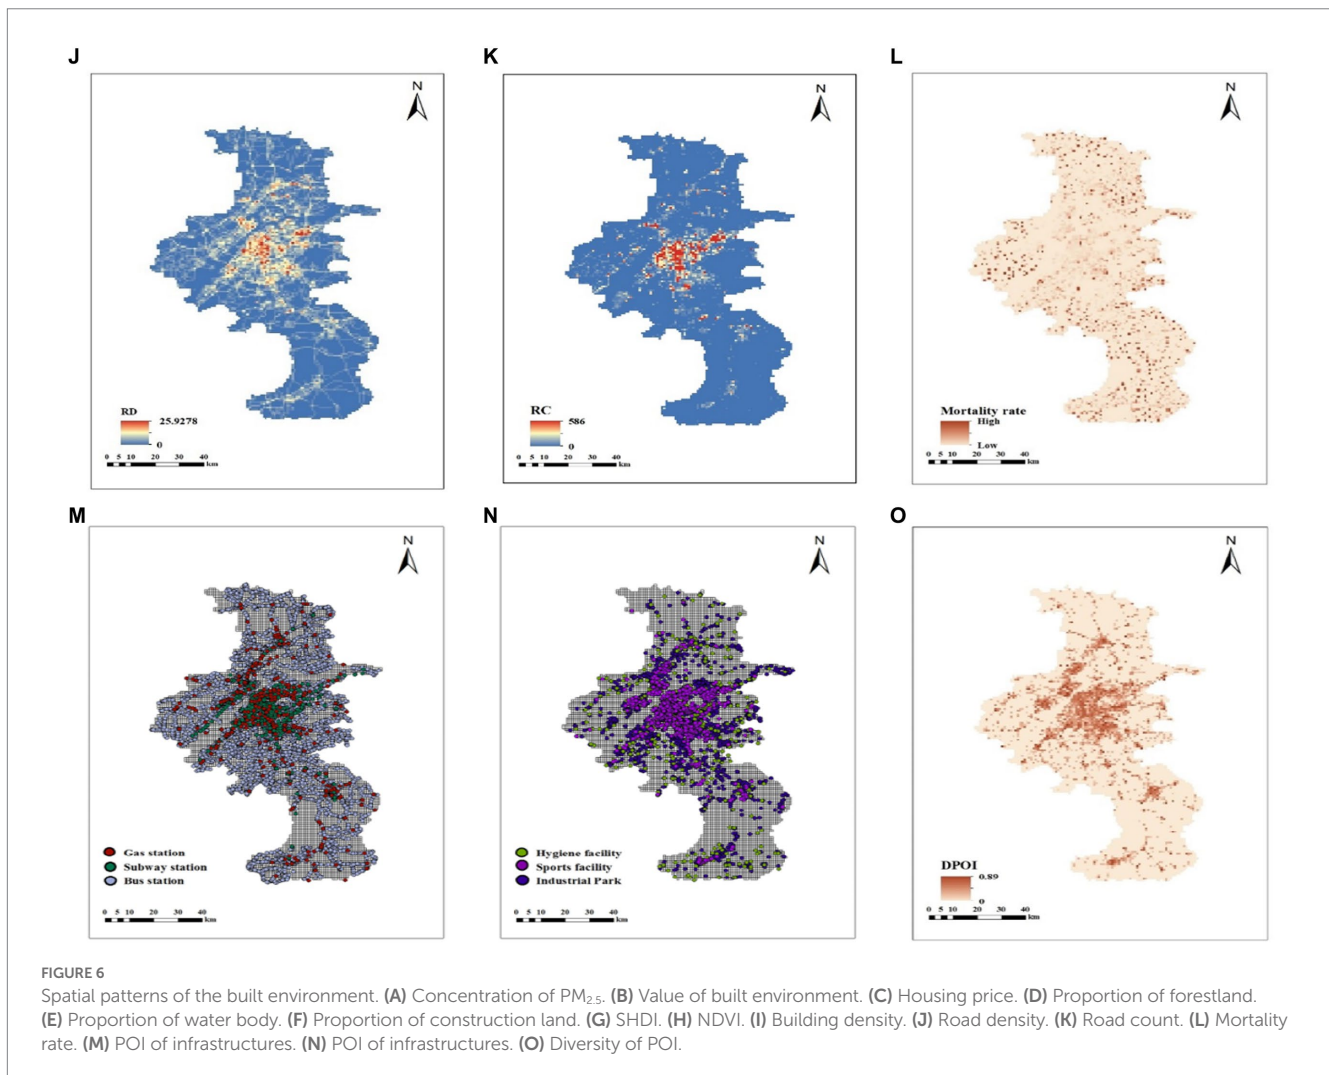 J
N
RD
25.9278
0
0 5 10 20 30 40
km
K
N
RC
586
0
0 5 10 20 30 40
km
L
N
Mortality rate
High
Low
0 5 10 20 30 40
km
M
N
Gas station
Subway station
Bus station
0 5 10 20 30 40
km
N
N
Hygiene facility
Sports facility
Industrial Park
0 5 10 20 30 40
km
O
N
DPOI
0.89
0
0 5 10 20 30 40
km
FIGURE 6
Spatial patterns of the built environment. (A) Concentration of PM2.5. (B) Value of built environment. (C) Housing price. (D) Proportion of forestland.
(E) Proportion of water body. (F) Proportion of construction land. (G) SHDI. (H) NDVI. (I) Building density. (J) Road density. (K) Road count. (L) Mortality
rate. (M) POI of infrastructures. (N) POI of infrastructures. (O) Diversity of POI.